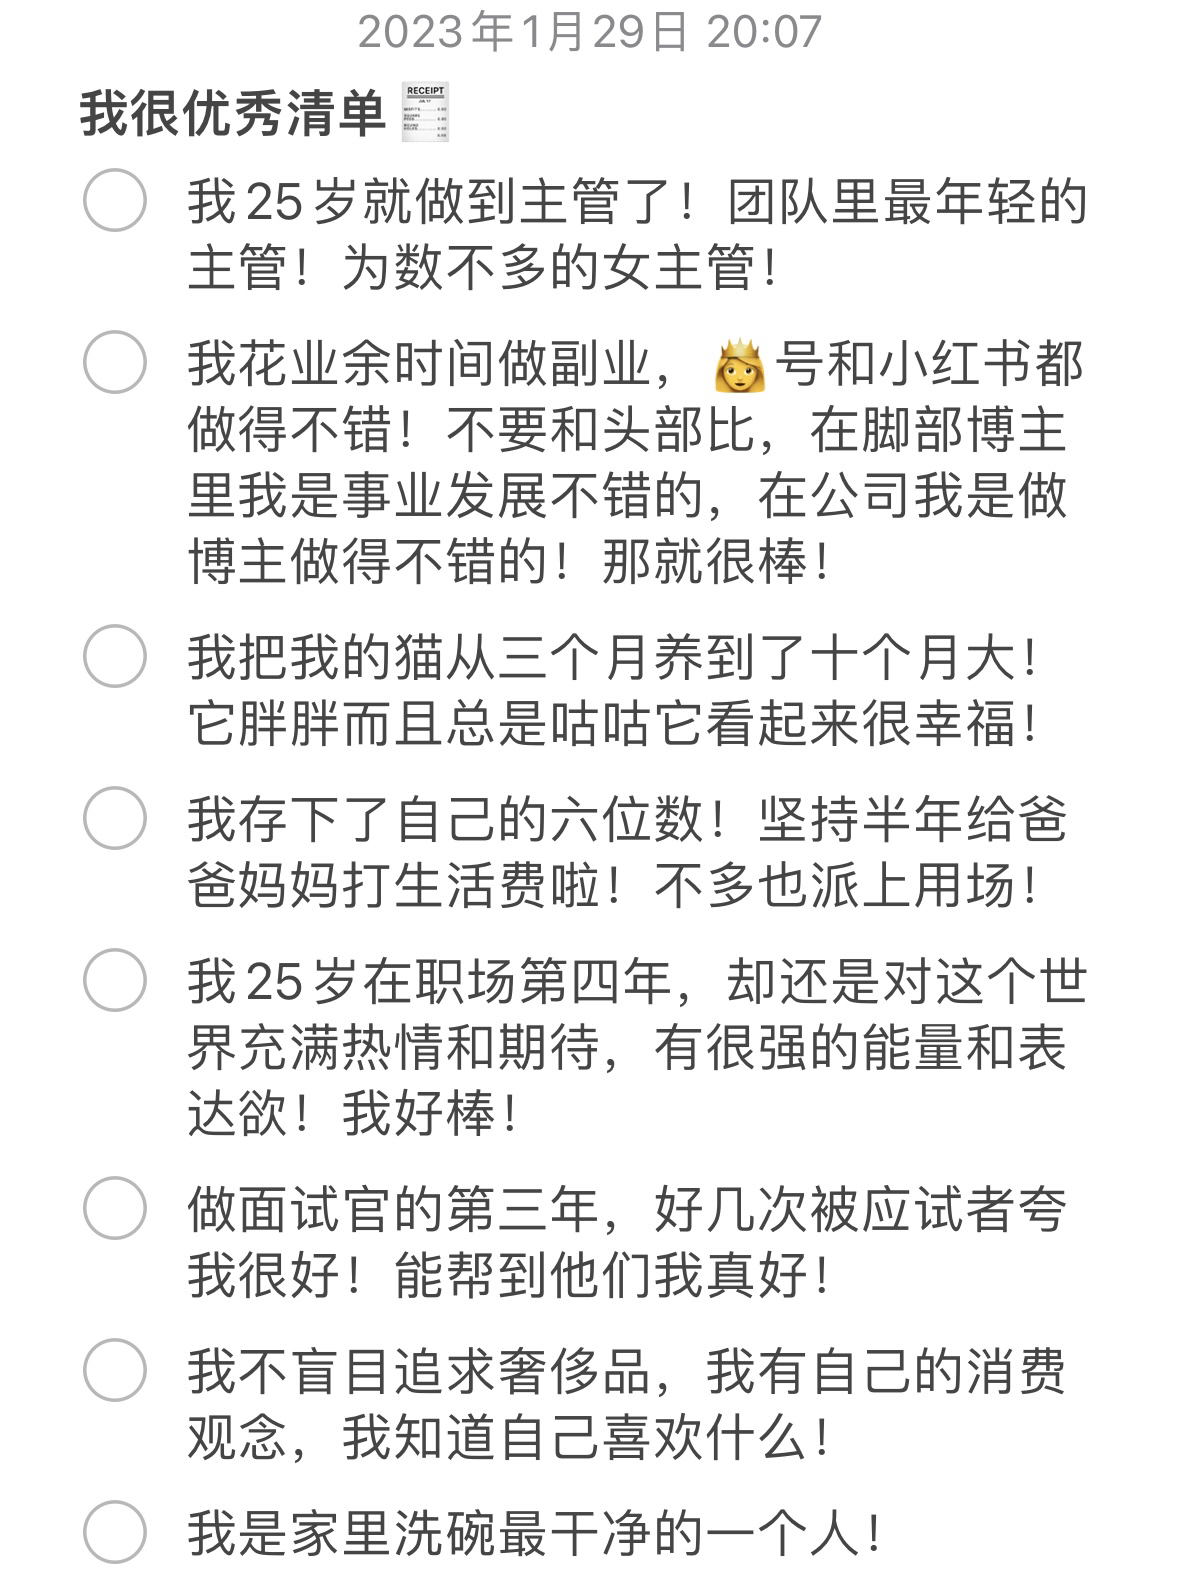 2023年1月29日 20:07
我很优秀清单🧾
我25岁就做到主管了！团队里最年轻的
主管！为数不多的女主管！
我花业余时间做副业，👸号和小红书都
做得不错！不要和头部比，在脚部博主
里我是事业发展不错的，在公司我是做
博主做得不错的！那就很棒！
我把我的猫从三个月养到了十个月大！
它胖胖而且总是咕咕它看起来很幸福！
我存下了自己的六位数！坚持半年给爸
爸妈妈打生活费啦！不多也派上用场！
我25岁在职场第四年，却还是对这个世
界充满热情和期待，有很强的能量和表
达欲！我好棒！
做面试官的第三年，好几次被应试者夸
我很好！能帮到他们我真好！
我不盲目追求奢侈品，我有自己的消费
观念，我知道自己喜欢什么！
我是家里洗碗最干净的一个人！